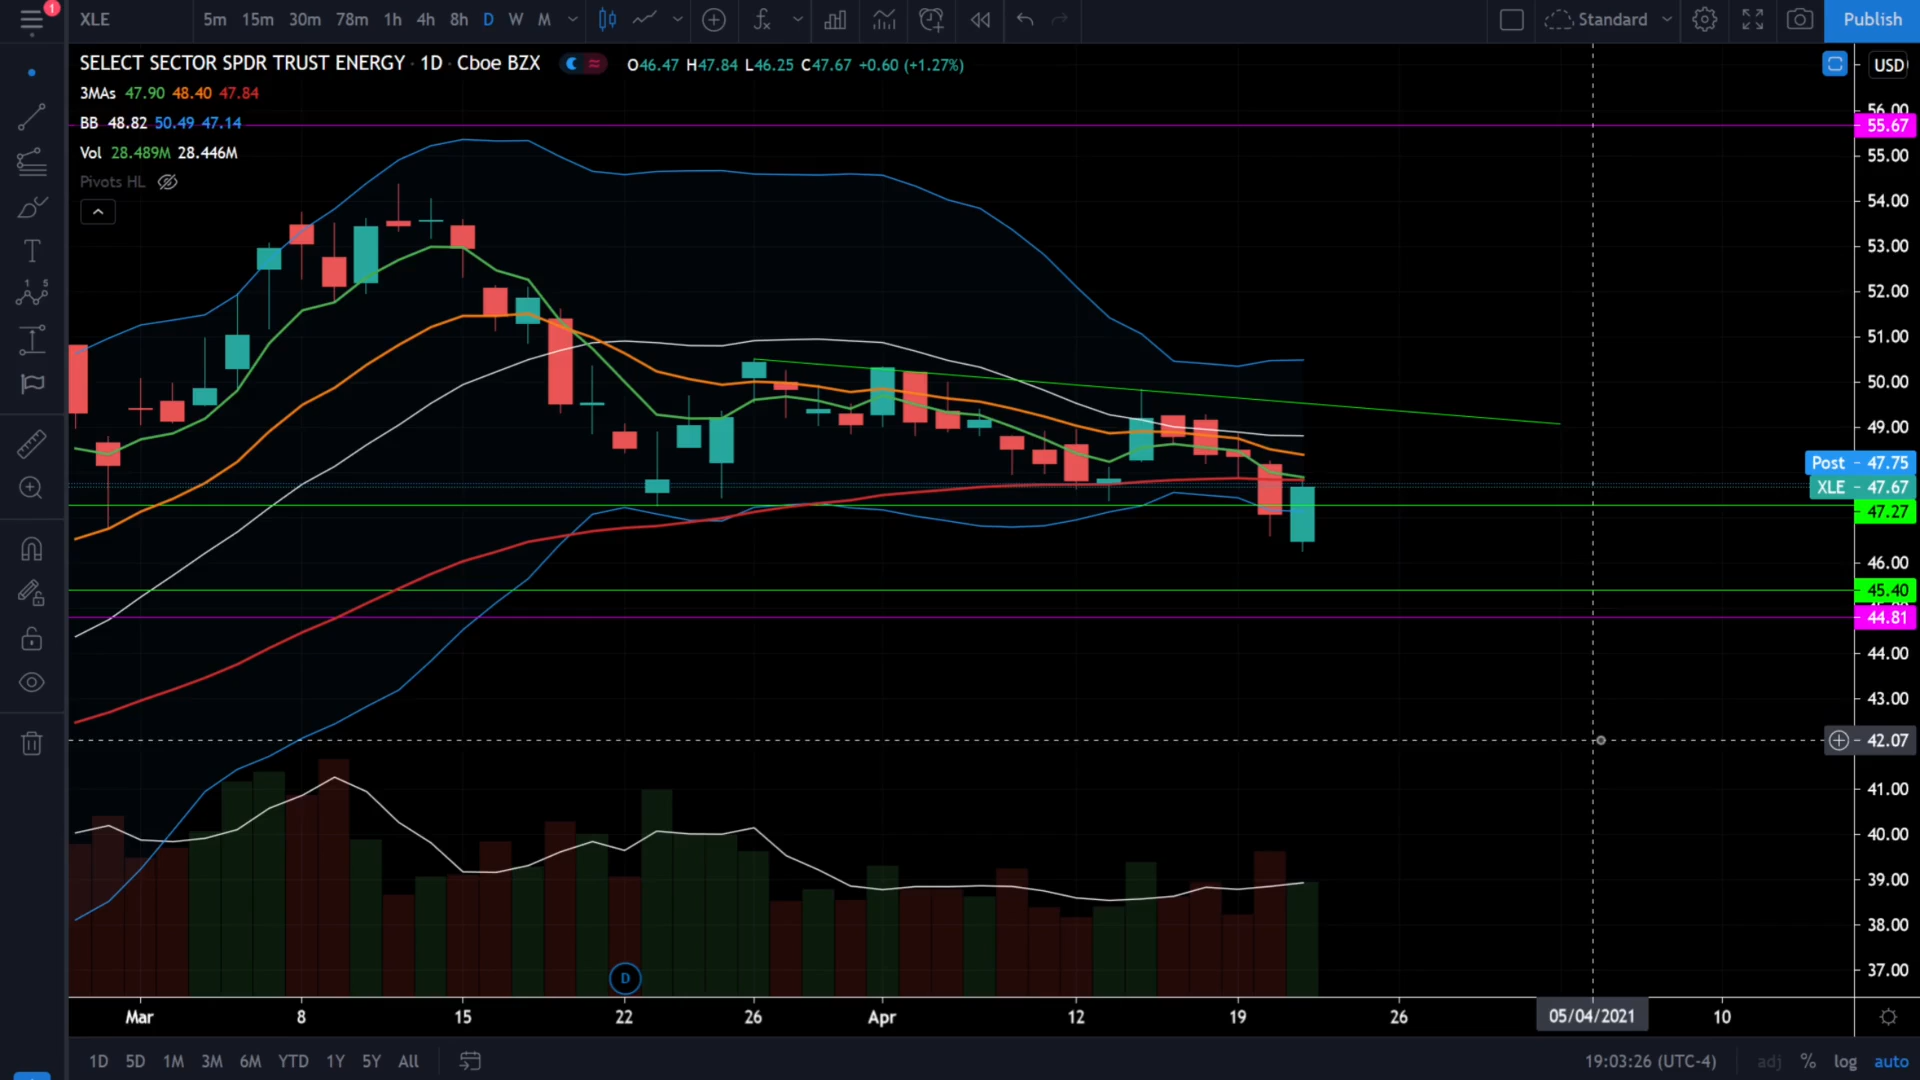 1
XLE 5m 15m 30m 78m 1h 4h 8h D W M Standard Publish
SELECT SECTOR SPDR TRUST ENERGY · 1D · Cboe BZX O46.47 H47.84 L46.25 C47.67 +0.60 (+1.27%) USD
3MAs 47.90 48.40 47.84
BB 48.82 50.49 47.14
Vol 28.489M 28.446M
Pivots HL
56.00
55.67
55.00
54.00
53.00
52.00
51.00
50.00
49.00
Post - 47.75
XLE - 47.67
47.27
46.00
45.40
44.81
44.00
43.00
42.07
41.00
40.00
39.00
38.00
37.00
D
Mar 8 15 22 26 Apr 12 19 26 05/04/2021 10
1D 5D 1M 3M 6M YTD 1Y 5Y All 19:03:26 (UTC-4) adj % log auto